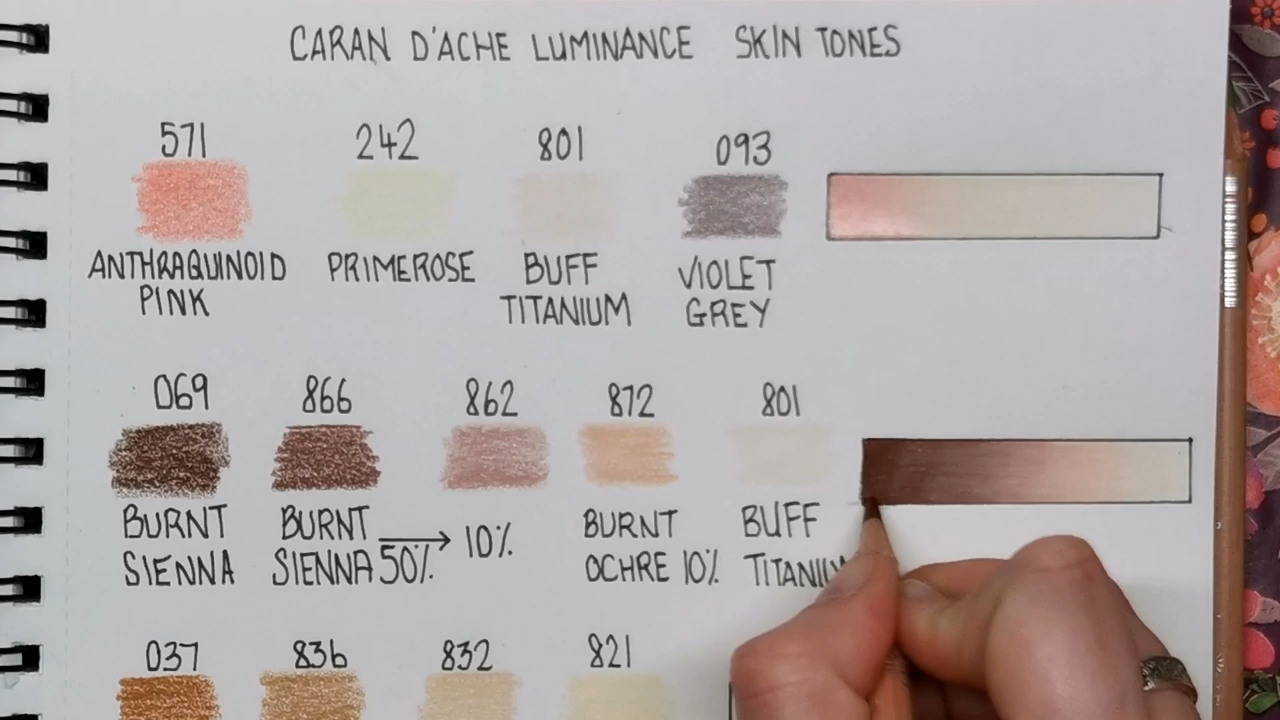 CARAN D'ACHE LUMINANCE SKIN TONES
571 242 801 093
ANTHRAQUINOID PRIMEROSE BUFF VIOLET
PINK TITANIUM GREY
069 866 862 872 801
BURNT BURNT BURNT BUFF
SIENNA SIENNA 50% → 10% OCHRE 10%
037 836 832 821